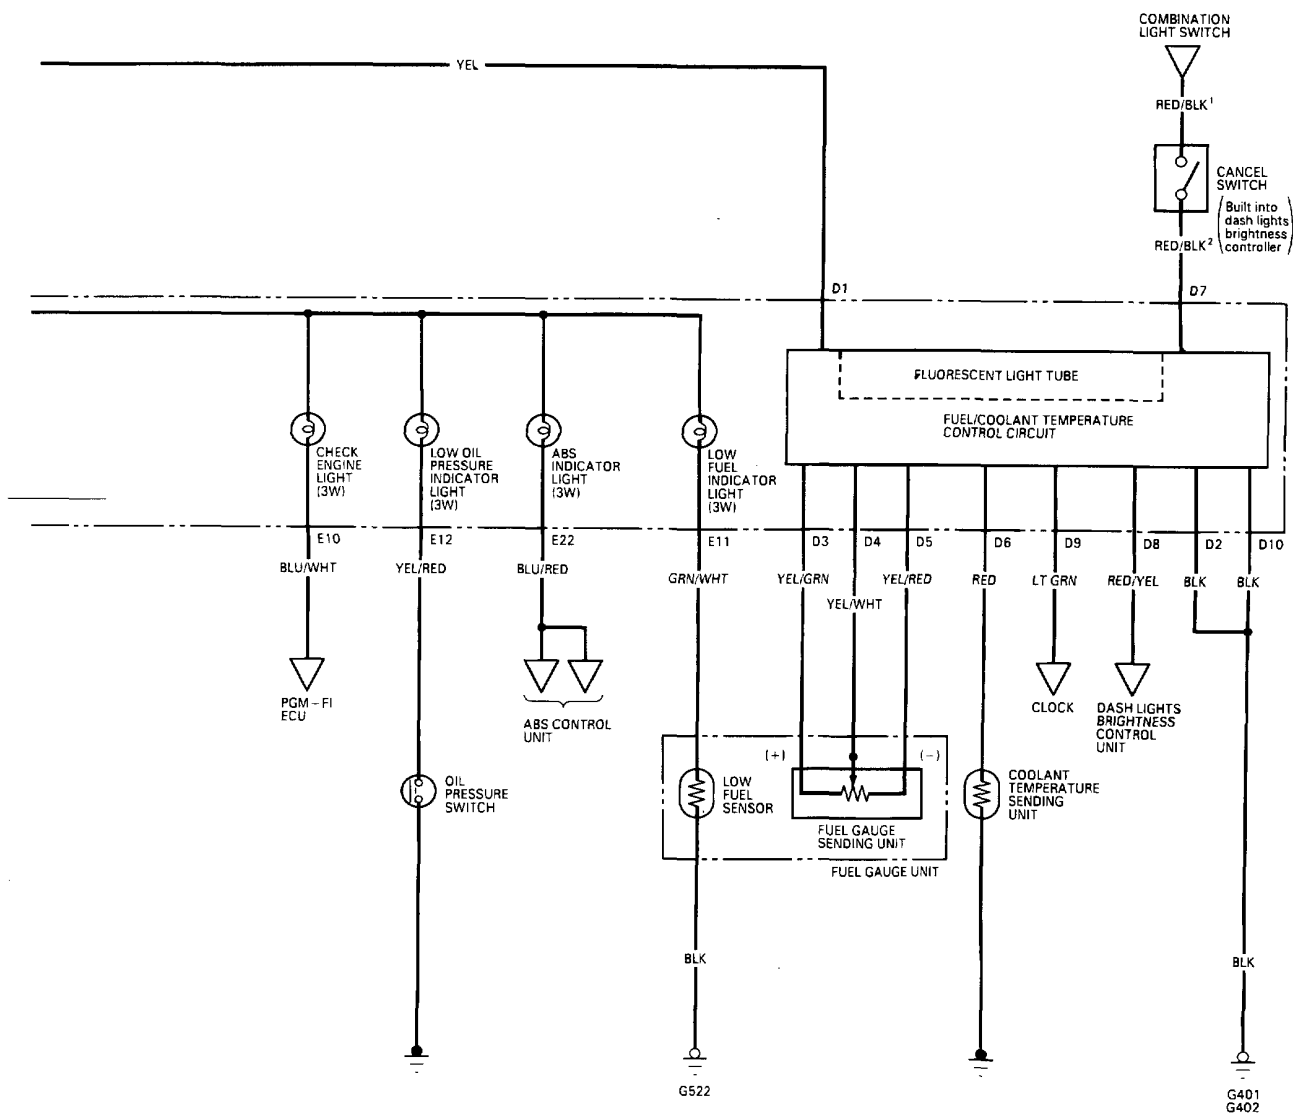 COMBINATION
LIGHT SWITCH
YEL
RED/BLK¹
CANCEL
SWITCH
(Built into
dash lights
brightness
controller)
RED/BLK²
D1
D7
FLUORESCENT LIGHT TUBE
FUEL/COOLANT TEMPERATURE
CONTROL CIRCUIT
CHECK
ENGINE
LIGHT
(3W)
LOW OIL
PRESSURE
INDICATOR
LIGHT
(3W)
ABS
INDICATOR
LIGHT
(3W)
LOW
FUEL
INDICATOR
LIGHT
(3W)
E10
E12
E22
E11
D3
D4
D5
D6
D9
D8
D2
D10
BLU/WHT
YEL/RED
BLU/RED
GRN/WHT
YEL/GRN
YEL/WHT
YEL/RED
RED
LT GRN
RED/YEL
BLK
BLK
PGM-FI
ECU
ABS CONTROL
UNIT
CLOCK
DASH LIGHTS
BRIGHTNESS
CONTROL
UNIT
OIL
PRESSURE
SWITCH
LOW
FUEL
SENSOR
(+)
(−)
FUEL GAUGE
SENDING UNIT
FUEL GAUGE UNIT
COOLANT
TEMPERATURE
SENDING
UNIT
BLK
BLK
G522
G401
G402